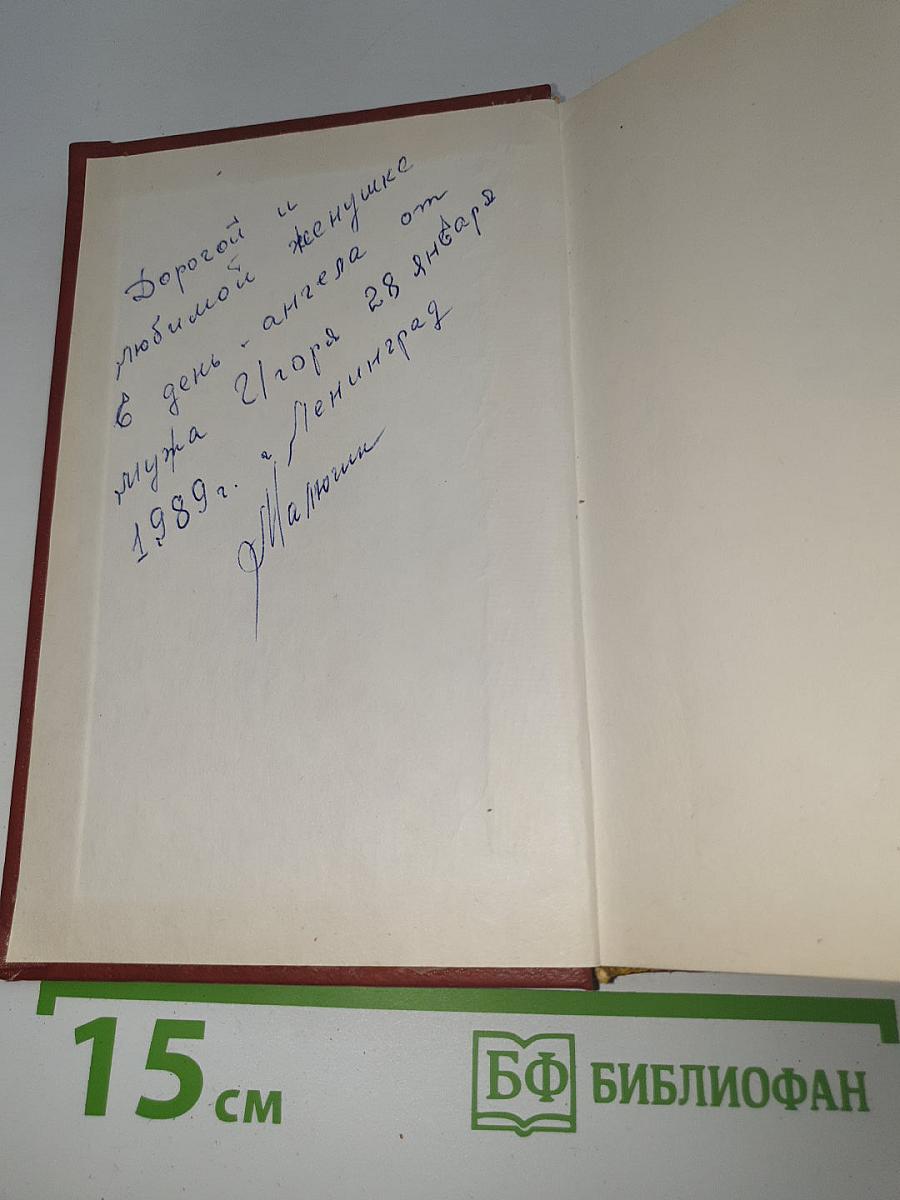 Дорогой и
любимой женушке
в день ангела от
мужа Игоря 28 января
1989г. г. Ленинград
15 см
БФ БИБЛИОФАН